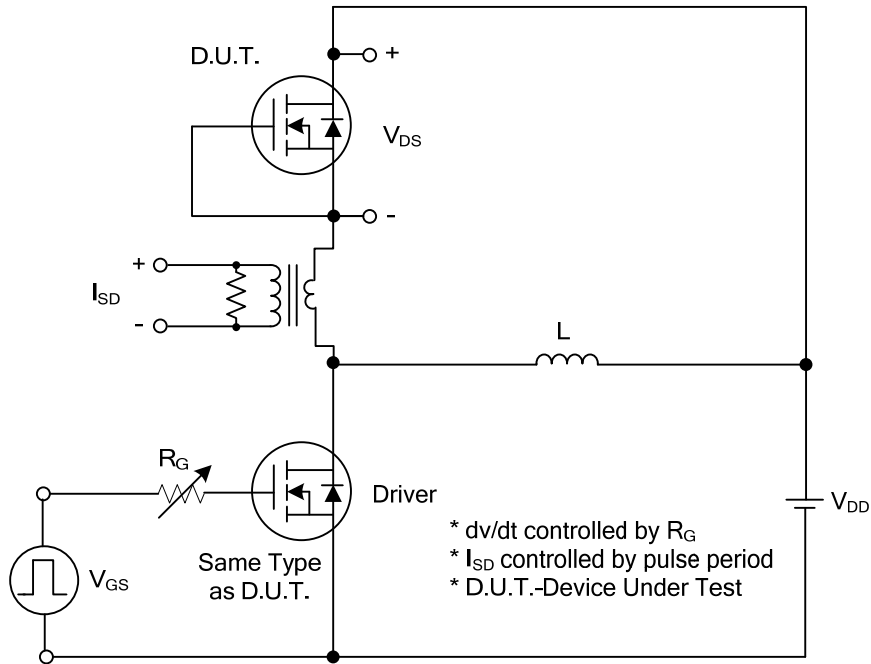 D.U.T.
+
V_DS
-
+
I_SD
-
L
R_G
Driver
V_DD
V_GS
Same Type
as D.U.T.
* dv/dt controlled by R_G
* I_SD controlled by pulse period
* D.U.T.-Device Under Test